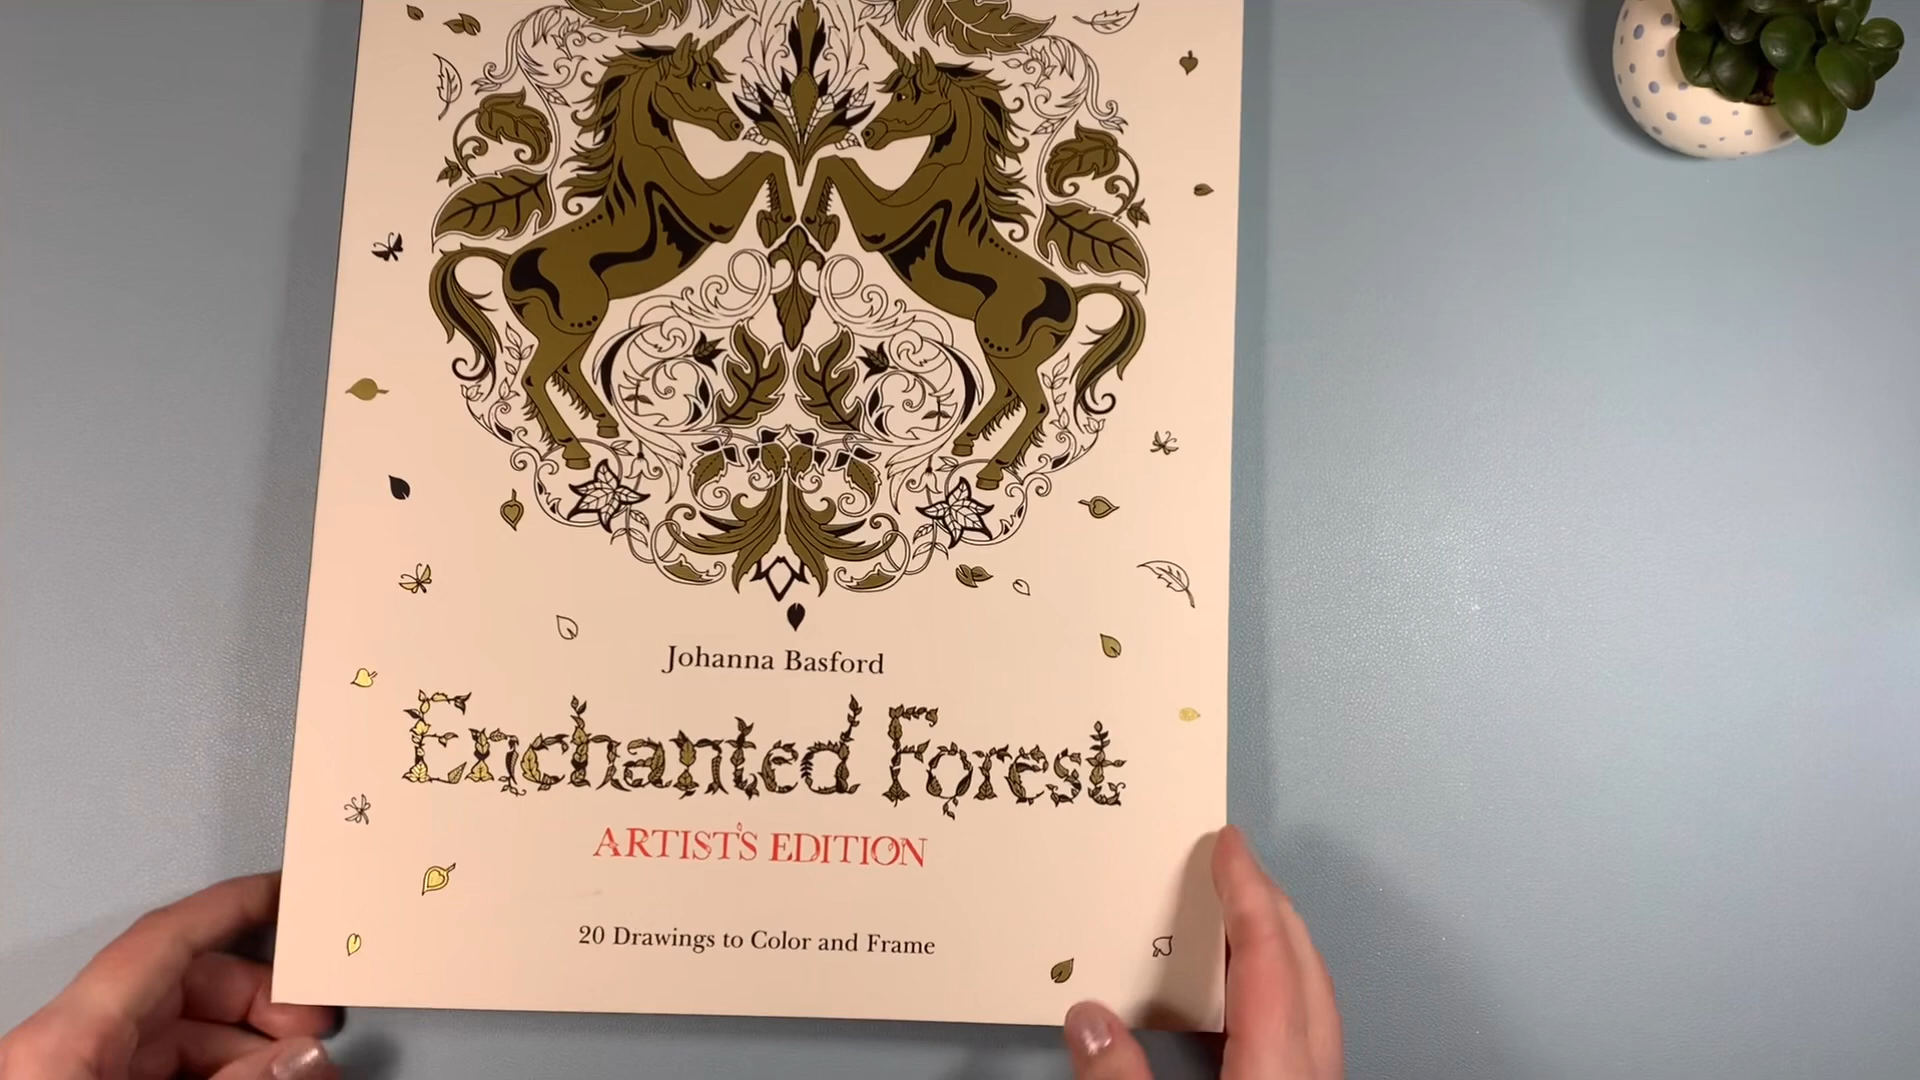 Johanna Basford
Enchanted Forest
ARTIST'S EDITION
20 Drawings to Color and Frame